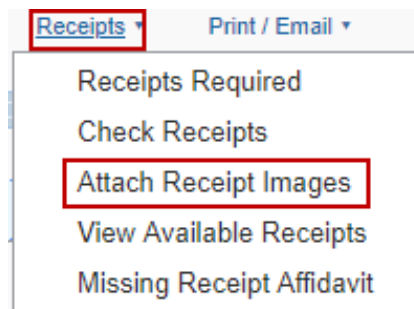 Receipts ▾ Print / Email ▾
Receipts Required
Check Receipts
Attach Receipt Images
View Available Receipts
Missing Receipt Affidavit